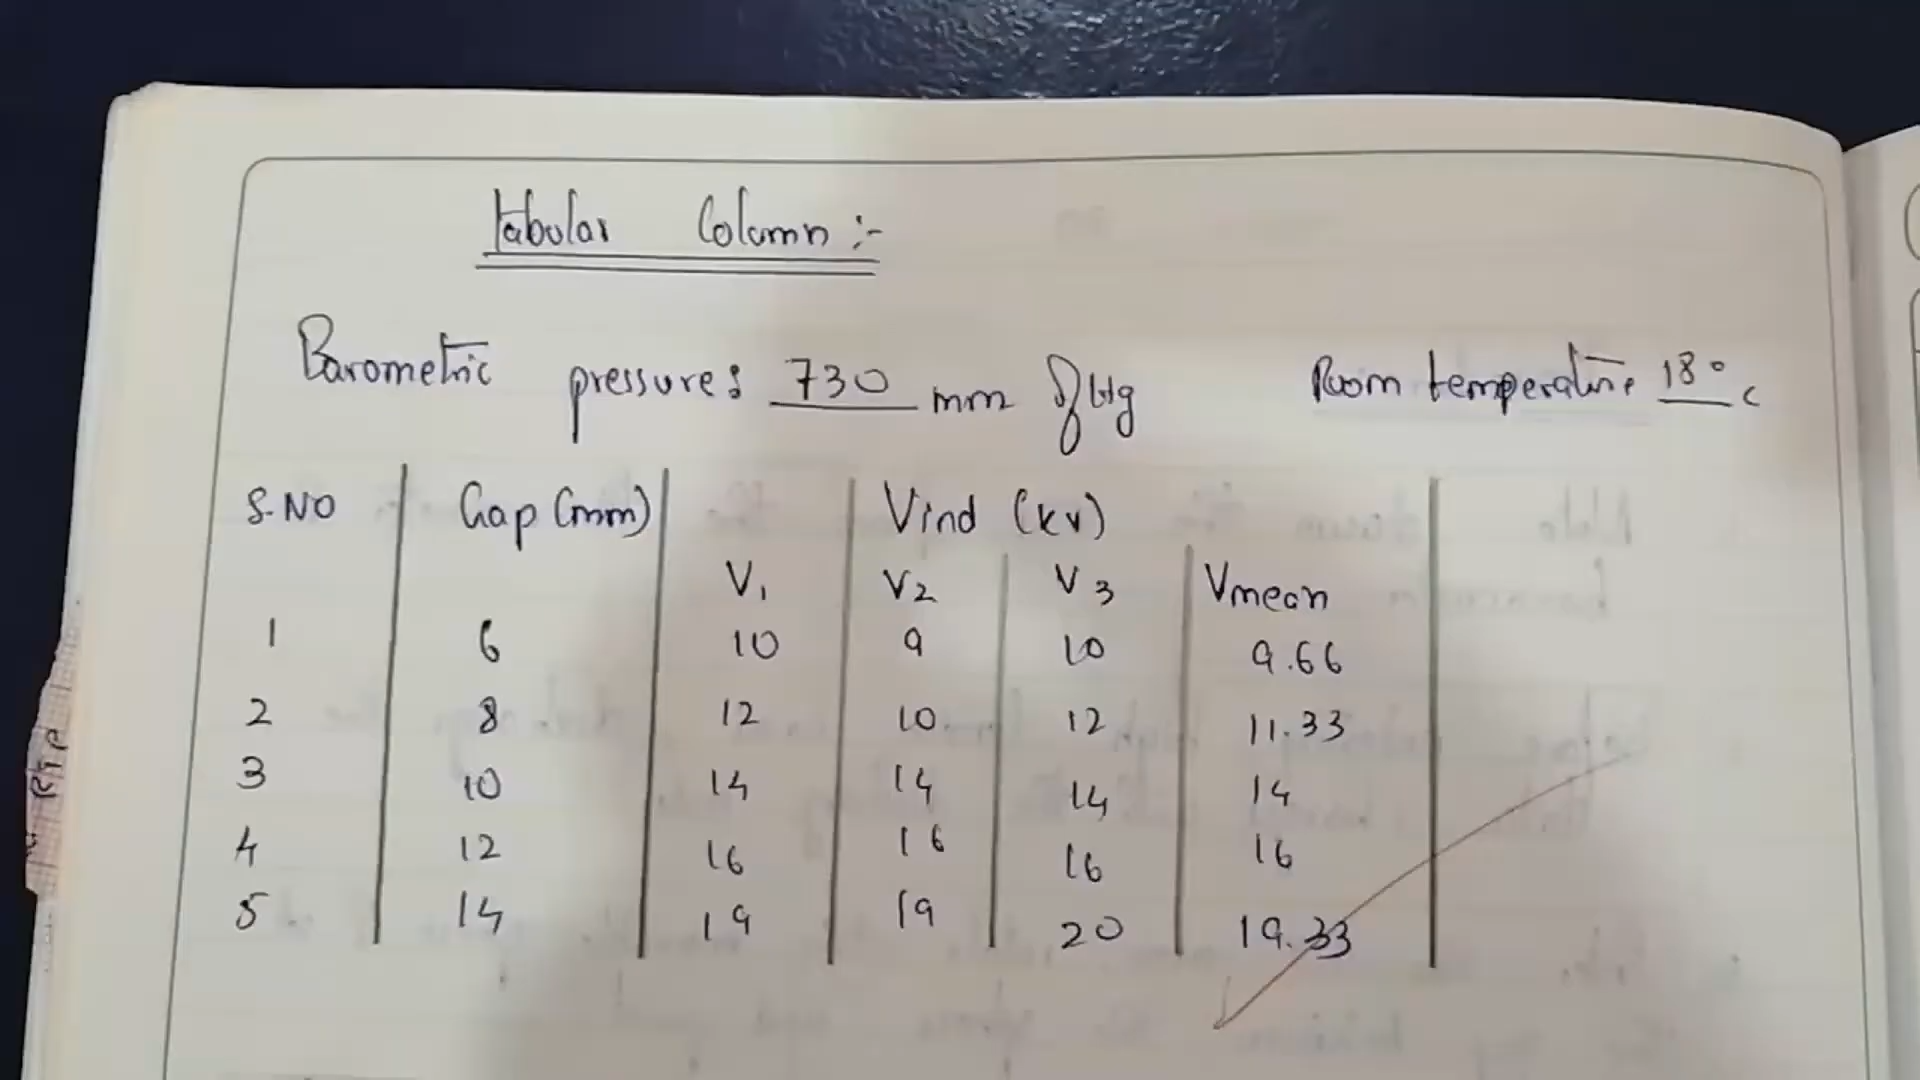 Tabular Column :-
Barometric pressure: 730 mm of Hg Room temperature 18° c
S.NO Gap (mm) Vind (kv)
V1 V2 V3 Vmean
1 6 10 9 10 9.66
2 8 12 10 12 11.33
3 10 14 14 14 14
4 12 16 16 16 16
5 14 19 19 20 19.33